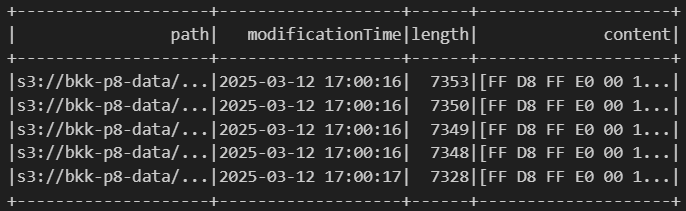 +--------------------+-------------------+------+--------------------+
|                path|   modificationTime|length|             content|
+--------------------+-------------------+------+--------------------+
|s3://bkk-p8-data/...|2025-03-12 17:00:16|  7353|[FF D8 FF E0 00 1...|
|s3://bkk-p8-data/...|2025-03-12 17:00:16|  7350|[FF D8 FF E0 00 1...|
|s3://bkk-p8-data/...|2025-03-12 17:00:16|  7349|[FF D8 FF E0 00 1...|
|s3://bkk-p8-data/...|2025-03-12 17:00:16|  7348|[FF D8 FF E0 00 1...|
|s3://bkk-p8-data/...|2025-03-12 17:00:17|  7328|[FF D8 FF E0 00 1...|
+--------------------+-------------------+------+--------------------+